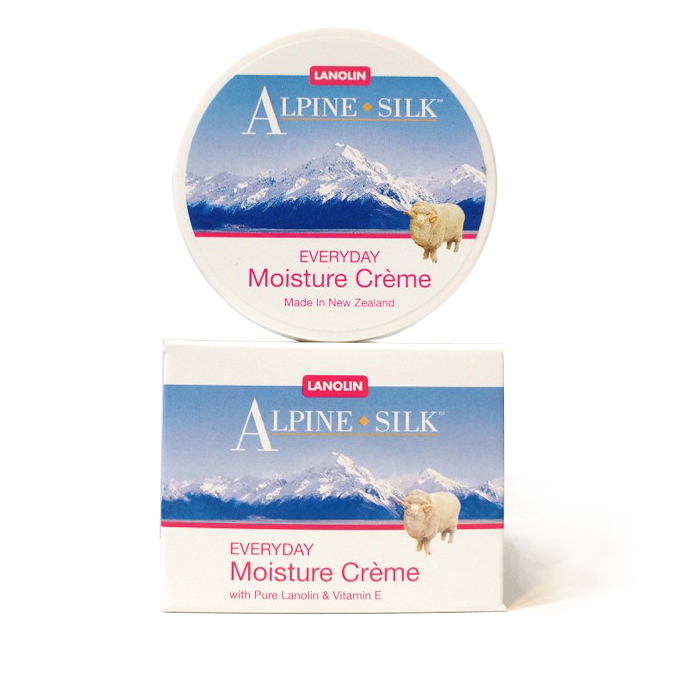 LANOLIN
ALPINE ◆ SILK™
EVERYDAY
Moisture Crème
Made In New Zealand
LANOLIN
ALPINE ◆ SILK™
EVERYDAY
Moisture Crème
with Pure Lanolin & Vitamin E